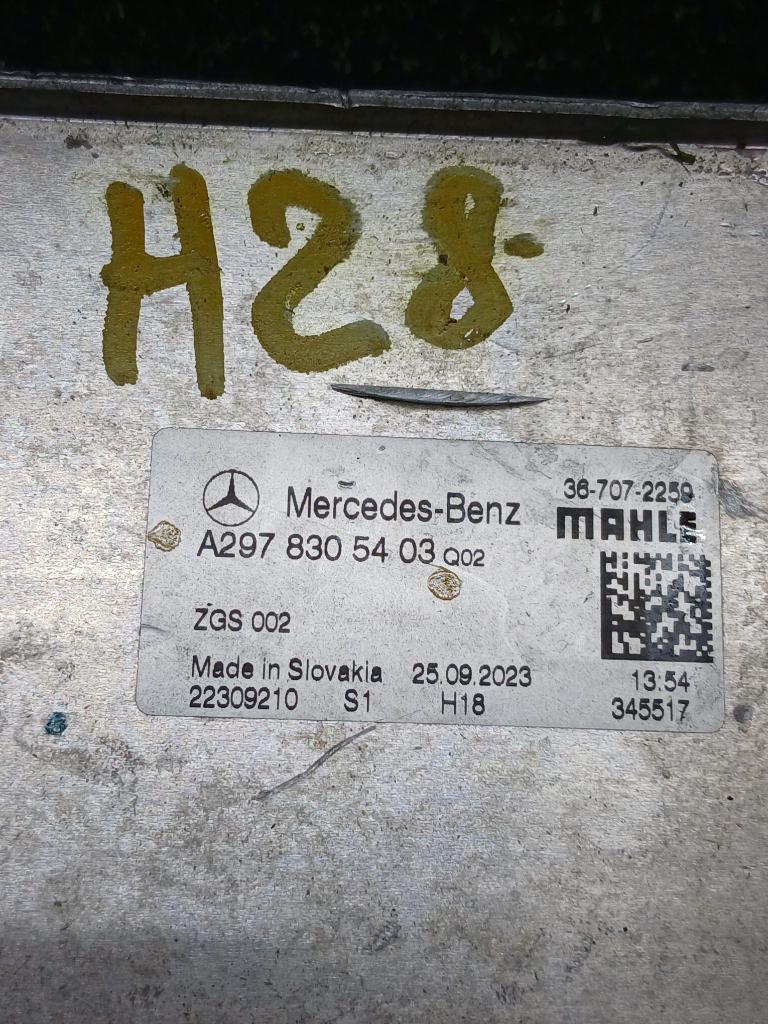 H28
36-707-2259
Mercedes-Benz
MAHLE
A297 830 54 03 Q02
ZGS 002
Made in Slovakia 25.09.2023 13:54
22309210 S1 H18 345517